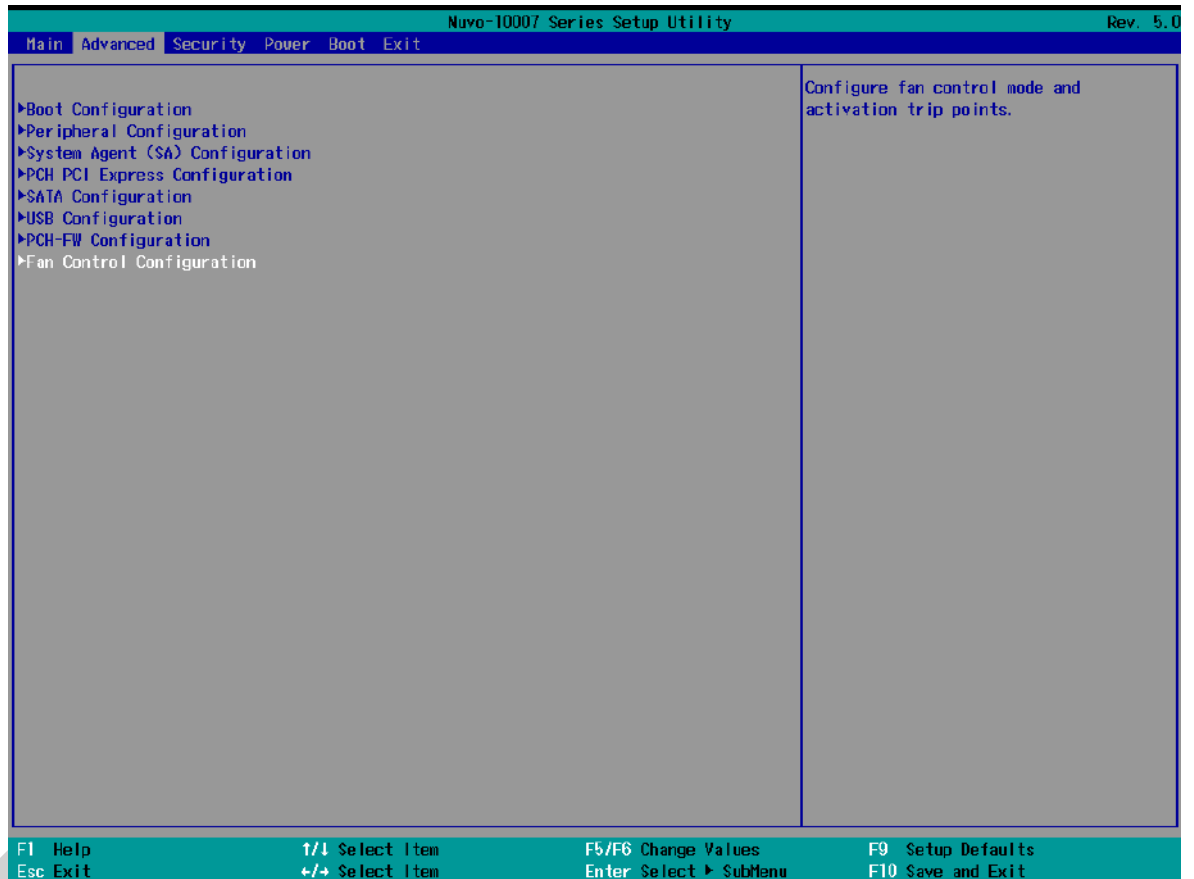 Nuvo-10007 Series Setup Utility Rev. 5.0
Main Advanced Security Power Boot Exit
▶Boot Configuration
▶Peripheral Configuration
▶System Agent (SA) Configuration
▶PCH PCI Express Configuration
▶SATA Configuration
▶USB Configuration
▶PCH-FW Configuration
▶Fan Control Configuration
Configure fan control mode and
activation trip points.
F1 Help ↑/↓ Select Item F5/F6 Change Values F9 Setup Defaults
Esc Exit ←/→ Select Item Enter Select ▶ SubMenu F10 Save and Exit